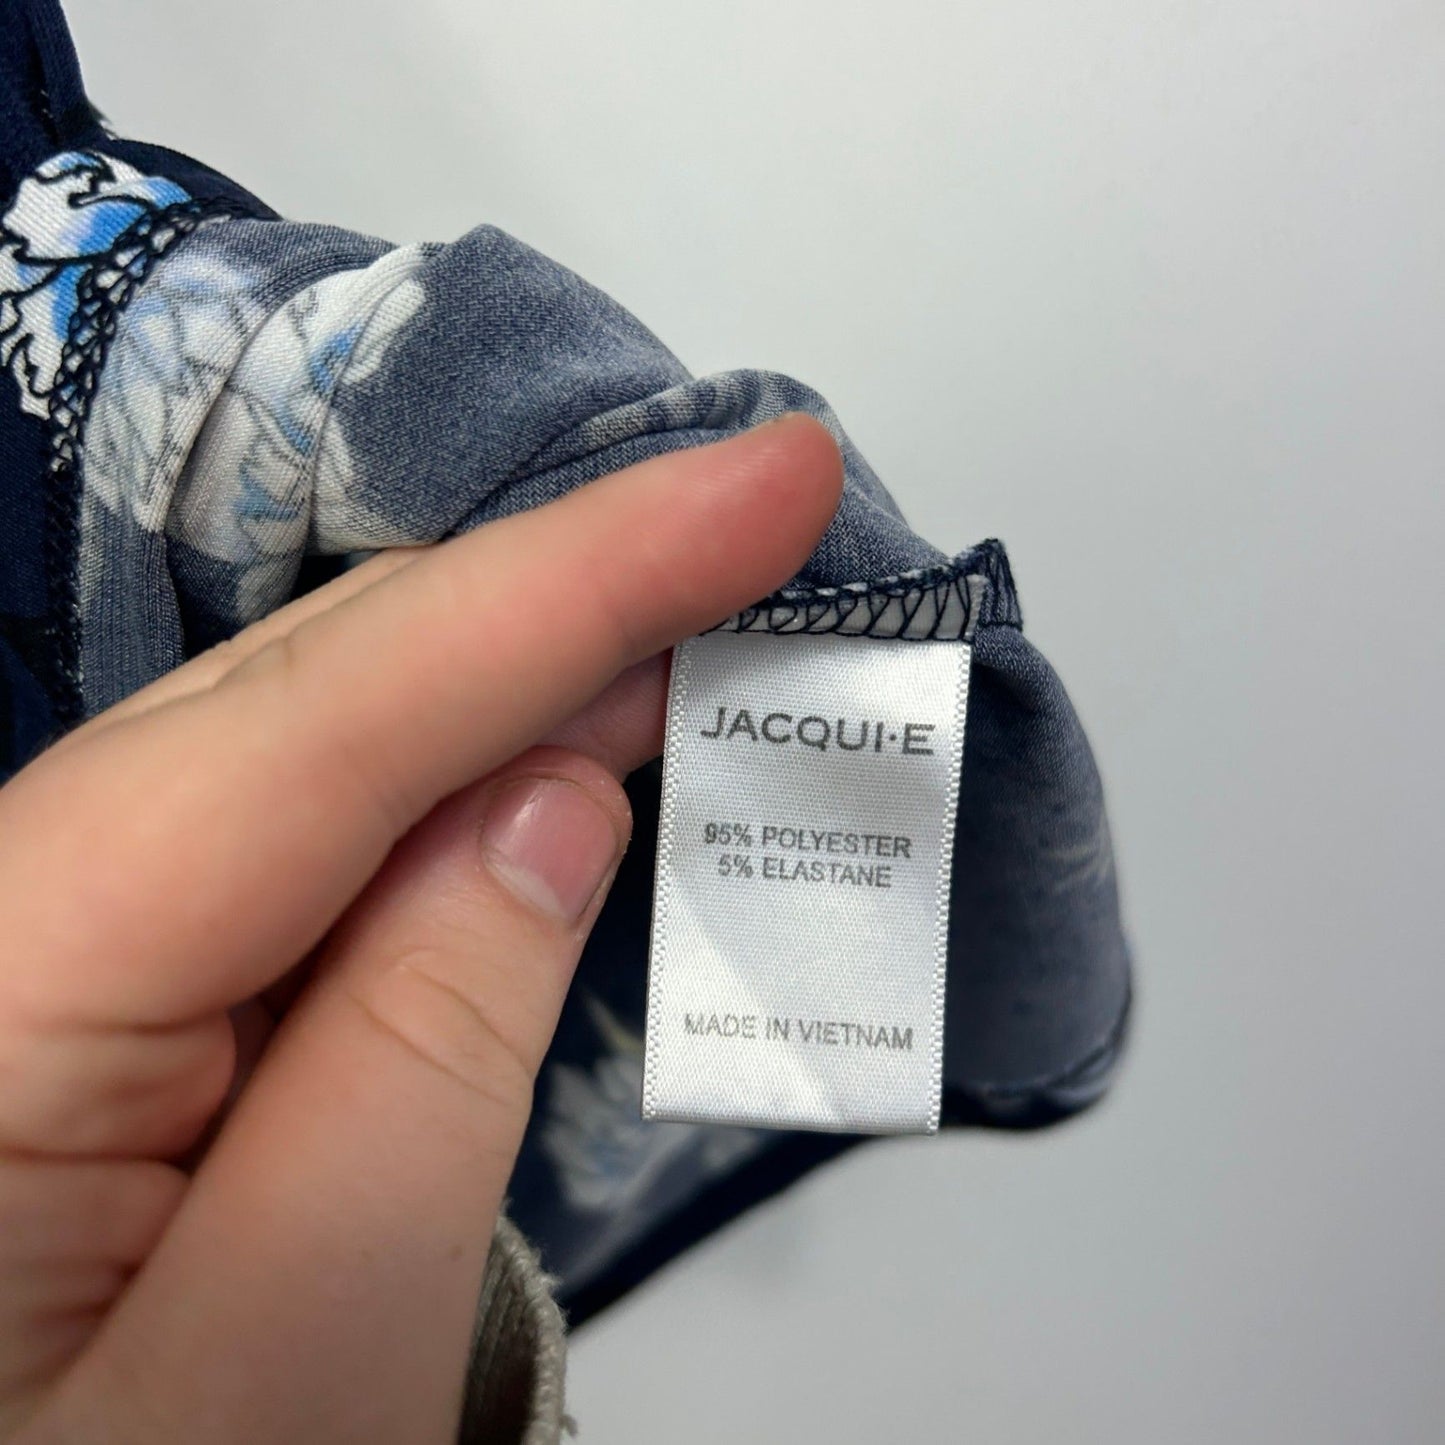 JACQUI·E
95% POLYESTER
5% ELASTANE
MADE IN VIETNAM